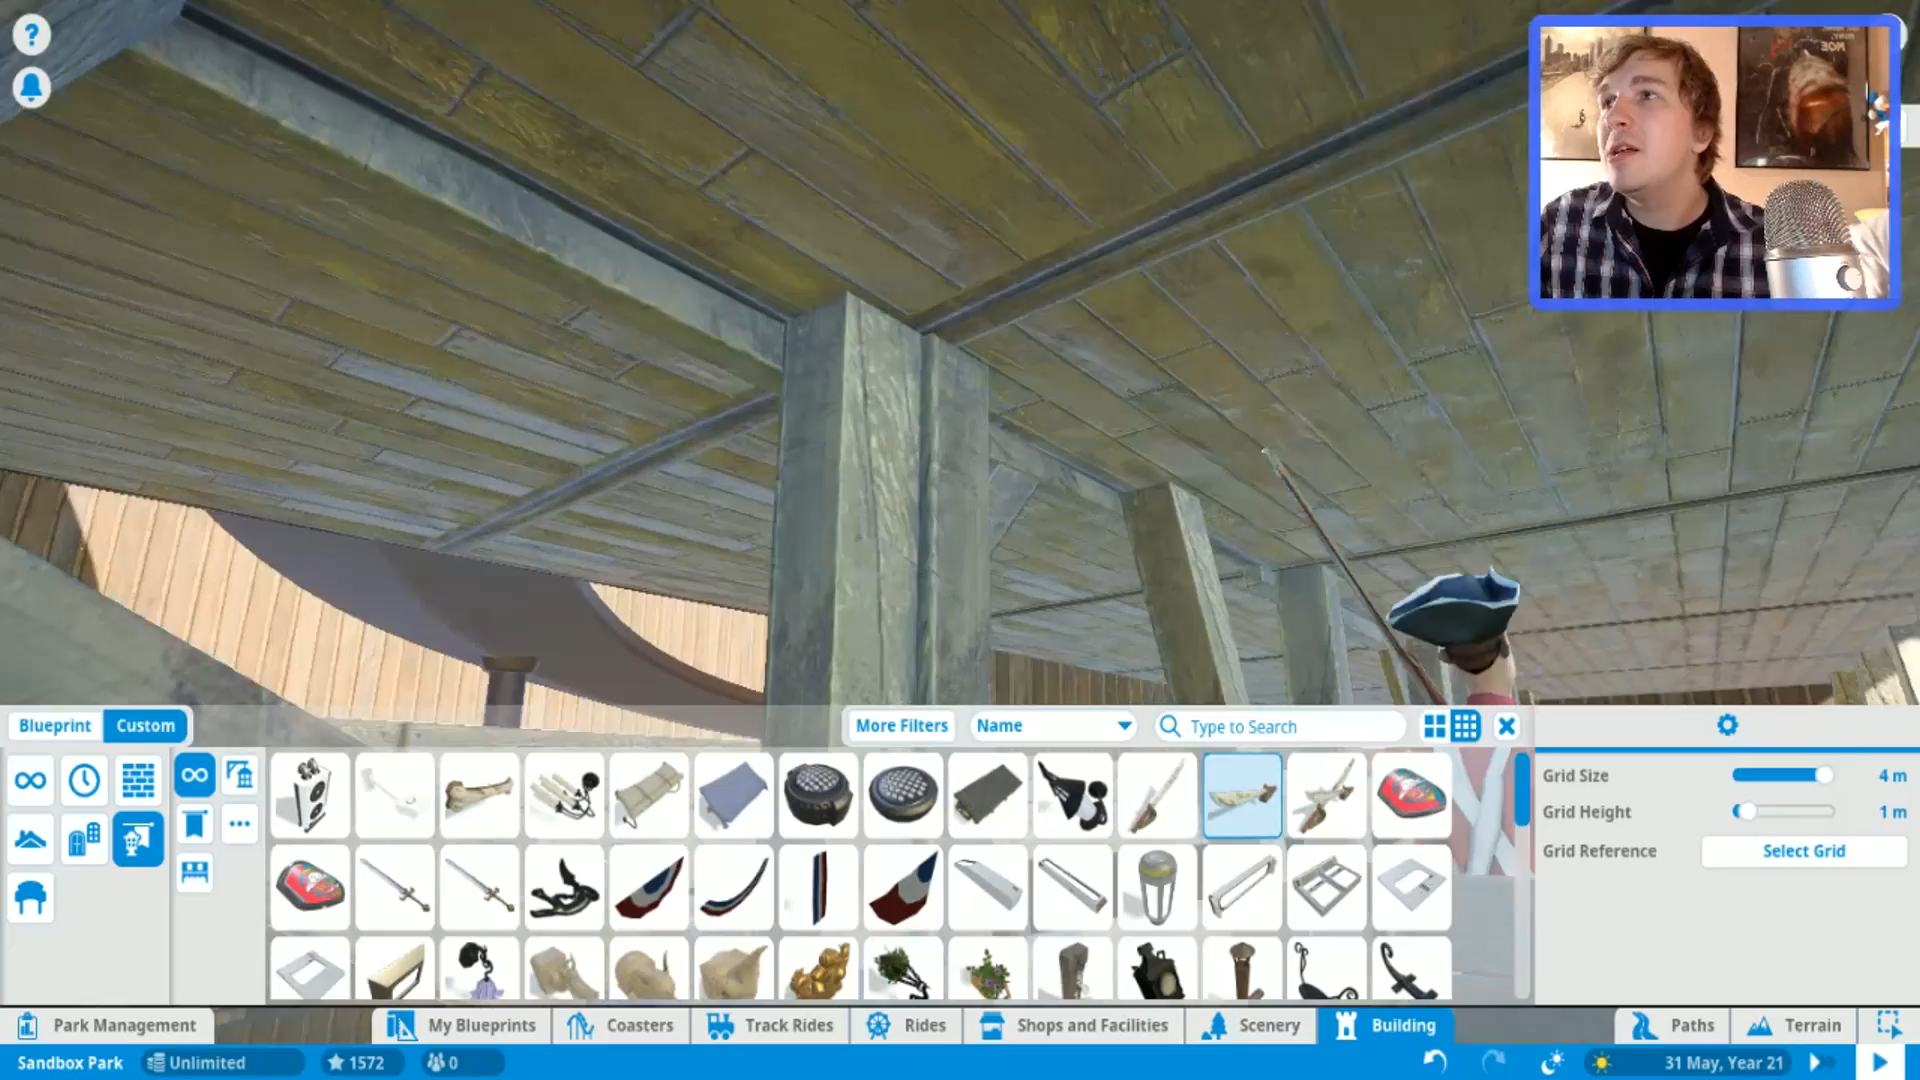 ?
MOE
Blueprint
Custom
More Filters
Name
Type to Search
Grid Size
4 m
Grid Height
1 m
Grid Reference
Select Grid
Park Management
My Blueprints
Coasters
Track Rides
Rides
Shops and Facilities
Scenery
Building
Paths
Terrain
Sandbox Park
Unlimited
1572
0
31 May, Year 21